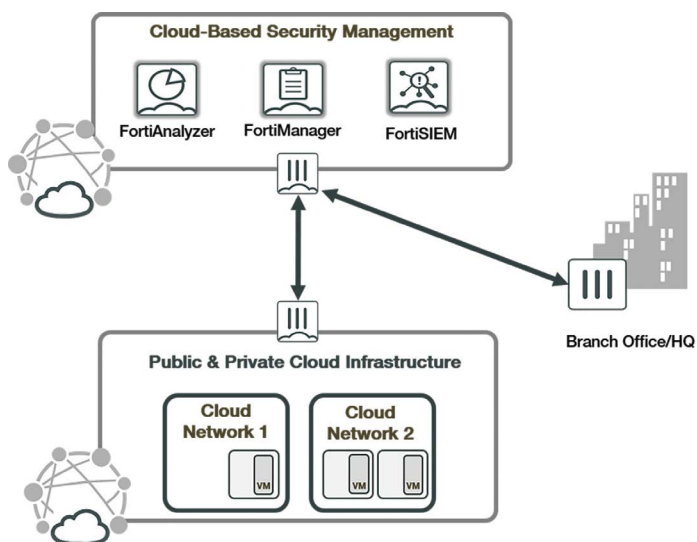 Cloud-Based Security Management
FortiAnalyzer
FortiManager
FortiSIEM
Branch Office/HQ
Public & Private Cloud Infrastructure
Cloud
Network 1
Cloud
Network 2
VM
VM
VM